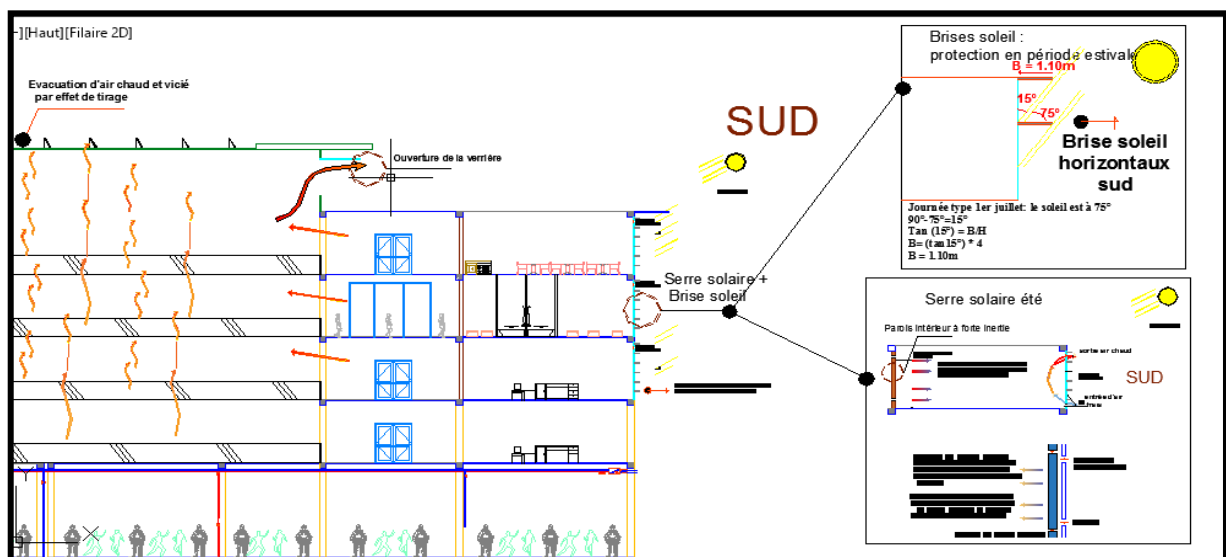 -][Haut][Filaire 2D]
Evacuation d'air chaud et vicié
par effet de tirage
Ouverture de la verrière
SUD
Serre solaire +
Brise soleil
Brises soleil :
protection en période estivale
B = 1.10m
15°
75°
Brise soleil
horizontaux
sud
Journée type 1er juillet: le soleil est à 75°
90°-75°=15°
Tan (15°) = B/H
B= (tan15°) * 4
B = 1.10m
Serre solaire été
Parois intérieur à forte inertie
sortie air chaud
SUD
entrée d'air
Y
X